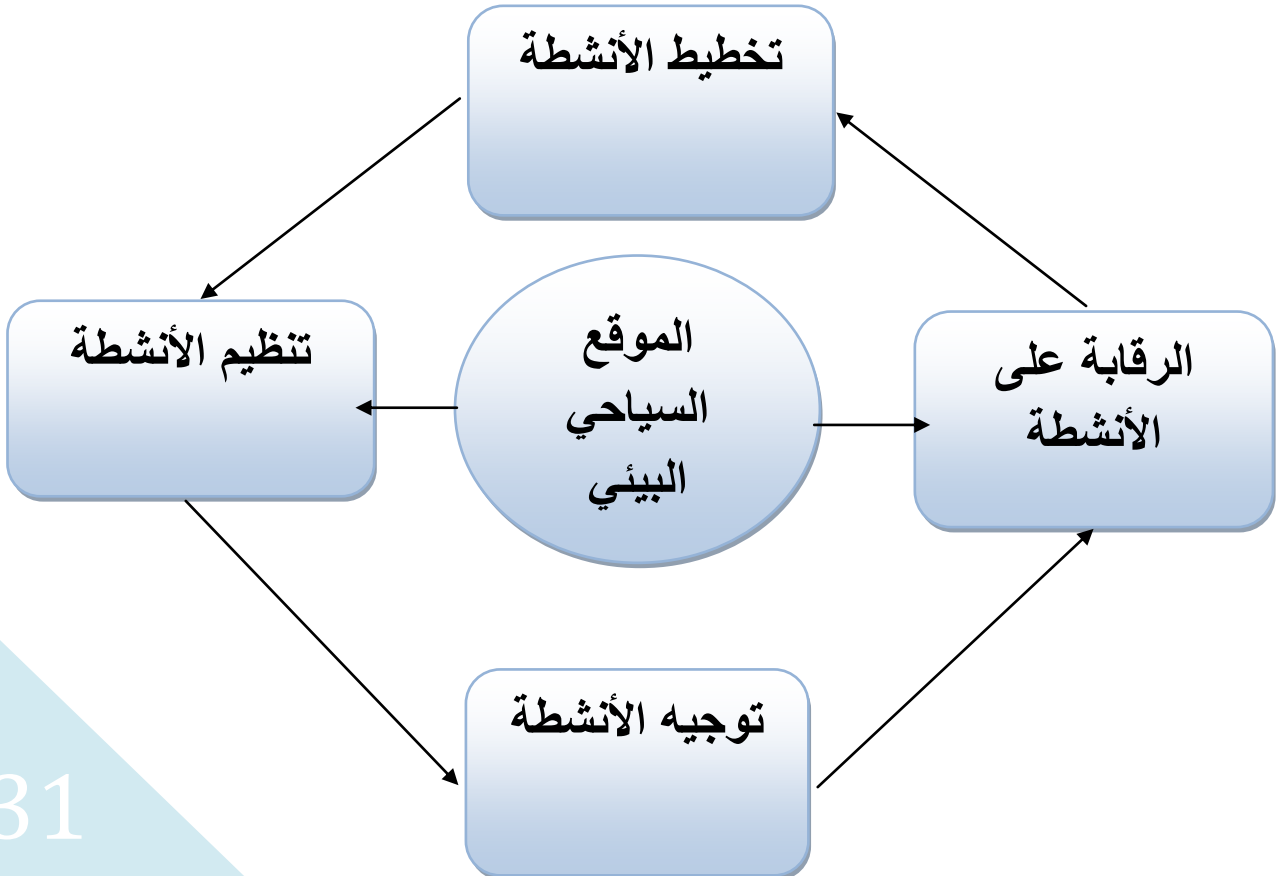 تخطيط الأنشطة
الرقابة على
الأنشطة
الموقع
السياحي
البيئي
تنظيم الأنشطة
توجيه الأنشطة
31